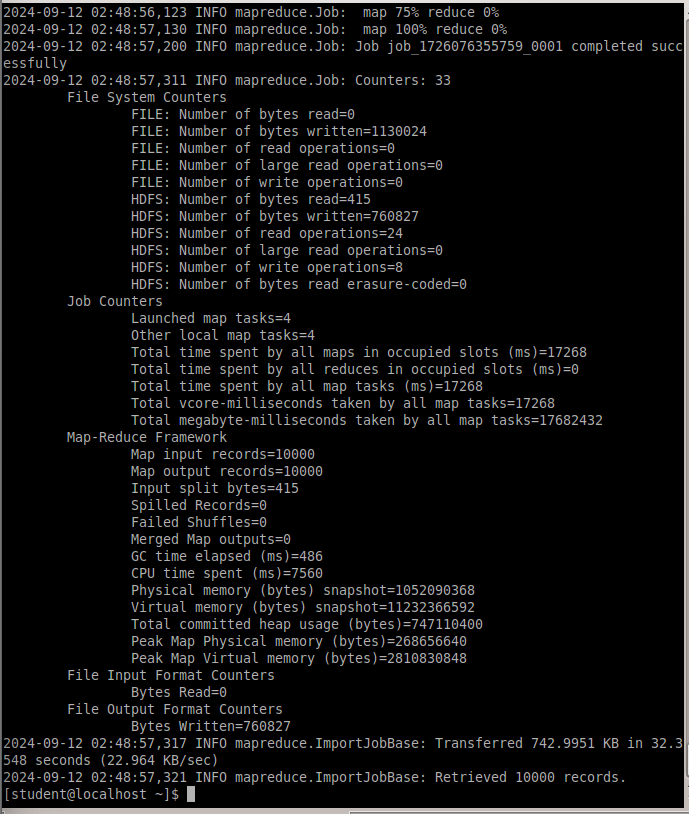 2024-09-12 02:48:56,123 INFO mapreduce.Job:  map 75% reduce 0%
2024-09-12 02:48:57,130 INFO mapreduce.Job:  map 100% reduce 0%
2024-09-12 02:48:57,200 INFO mapreduce.Job: Job job_1726076355759_0001 completed succ
essfully
2024-09-12 02:48:57,311 INFO mapreduce.Job: Counters: 33
        File System Counters
                FILE: Number of bytes read=0
                FILE: Number of bytes written=1130024
                FILE: Number of read operations=0
                FILE: Number of large read operations=0
                FILE: Number of write operations=0
                HDFS: Number of bytes read=415
                HDFS: Number of bytes written=760827
                HDFS: Number of read operations=24
                HDFS: Number of large read operations=0
                HDFS: Number of write operations=8
                HDFS: Number of bytes read erasure-coded=0
        Job Counters
                Launched map tasks=4
                Other local map tasks=4
                Total time spent by all maps in occupied slots (ms)=17268
                Total time spent by all reduces in occupied slots (ms)=0
                Total time spent by all map tasks (ms)=17268
                Total vcore-milliseconds taken by all map tasks=17268
                Total megabyte-milliseconds taken by all map tasks=17682432
        Map-Reduce Framework
                Map input records=10000
                Map output records=10000
                Input split bytes=415
                Spilled Records=0
                Failed Shuffles=0
                Merged Map outputs=0
                GC time elapsed (ms)=486
                CPU time spent (ms)=7560
                Physical memory (bytes) snapshot=1052090368
                Virtual memory (bytes) snapshot=11232366592
                Total committed heap usage (bytes)=747110400
                Peak Map Physical memory (bytes)=268656640
                Peak Map Virtual memory (bytes)=2810830848
        File Input Format Counters
                Bytes Read=0
        File Output Format Counters
                Bytes Written=760827
2024-09-12 02:48:57,317 INFO mapreduce.ImportJobBase: Transferred 742.9951 KB in 32.3
548 seconds (22.964 KB/sec)
2024-09-12 02:48:57,321 INFO mapreduce.ImportJobBase: Retrieved 10000 records.
[student@localhost ~]$